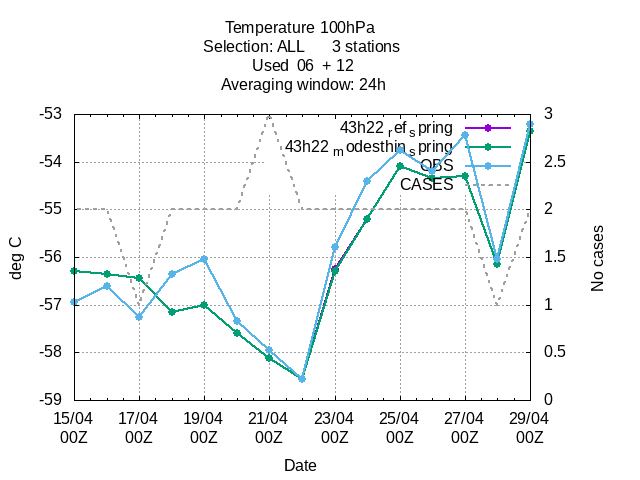 Temperature 100hPa
Selection: ALL 3 stations
Used 06 + 12
Averaging window: 24h
43h22 refspring
43h22 modesthinspring
OBS
CASES
-53
-54
-55
-56
-57
-58
-59
deg C
3
2.5
2
1.5
1
0.5
0
No cases
15/04 17/04 19/04 21/04 23/04 25/04 27/04 29/04
00Z 00Z 00Z 00Z 00Z 00Z 00Z 00Z
Date